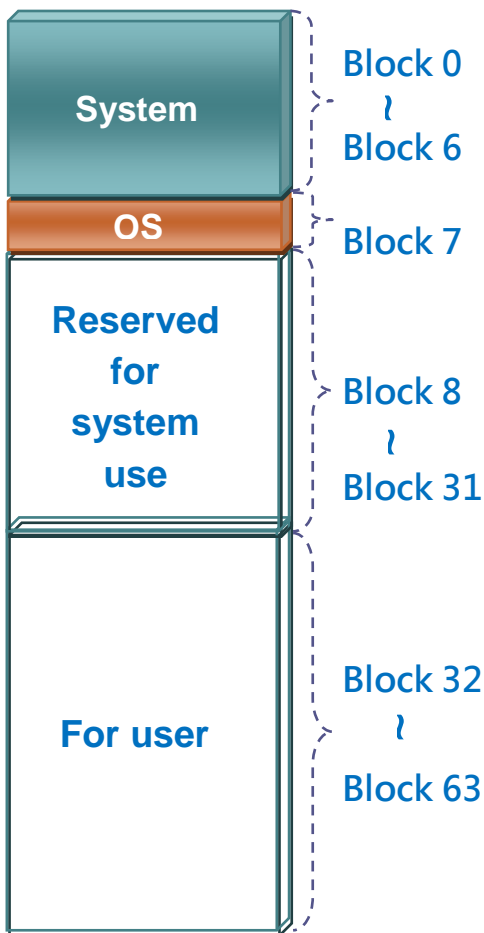 System
Block 0
~
Block 6
OS
Block 7
Reserved
for
system
use
Block 8
~
Block 31
For user
Block 32
~
Block 63